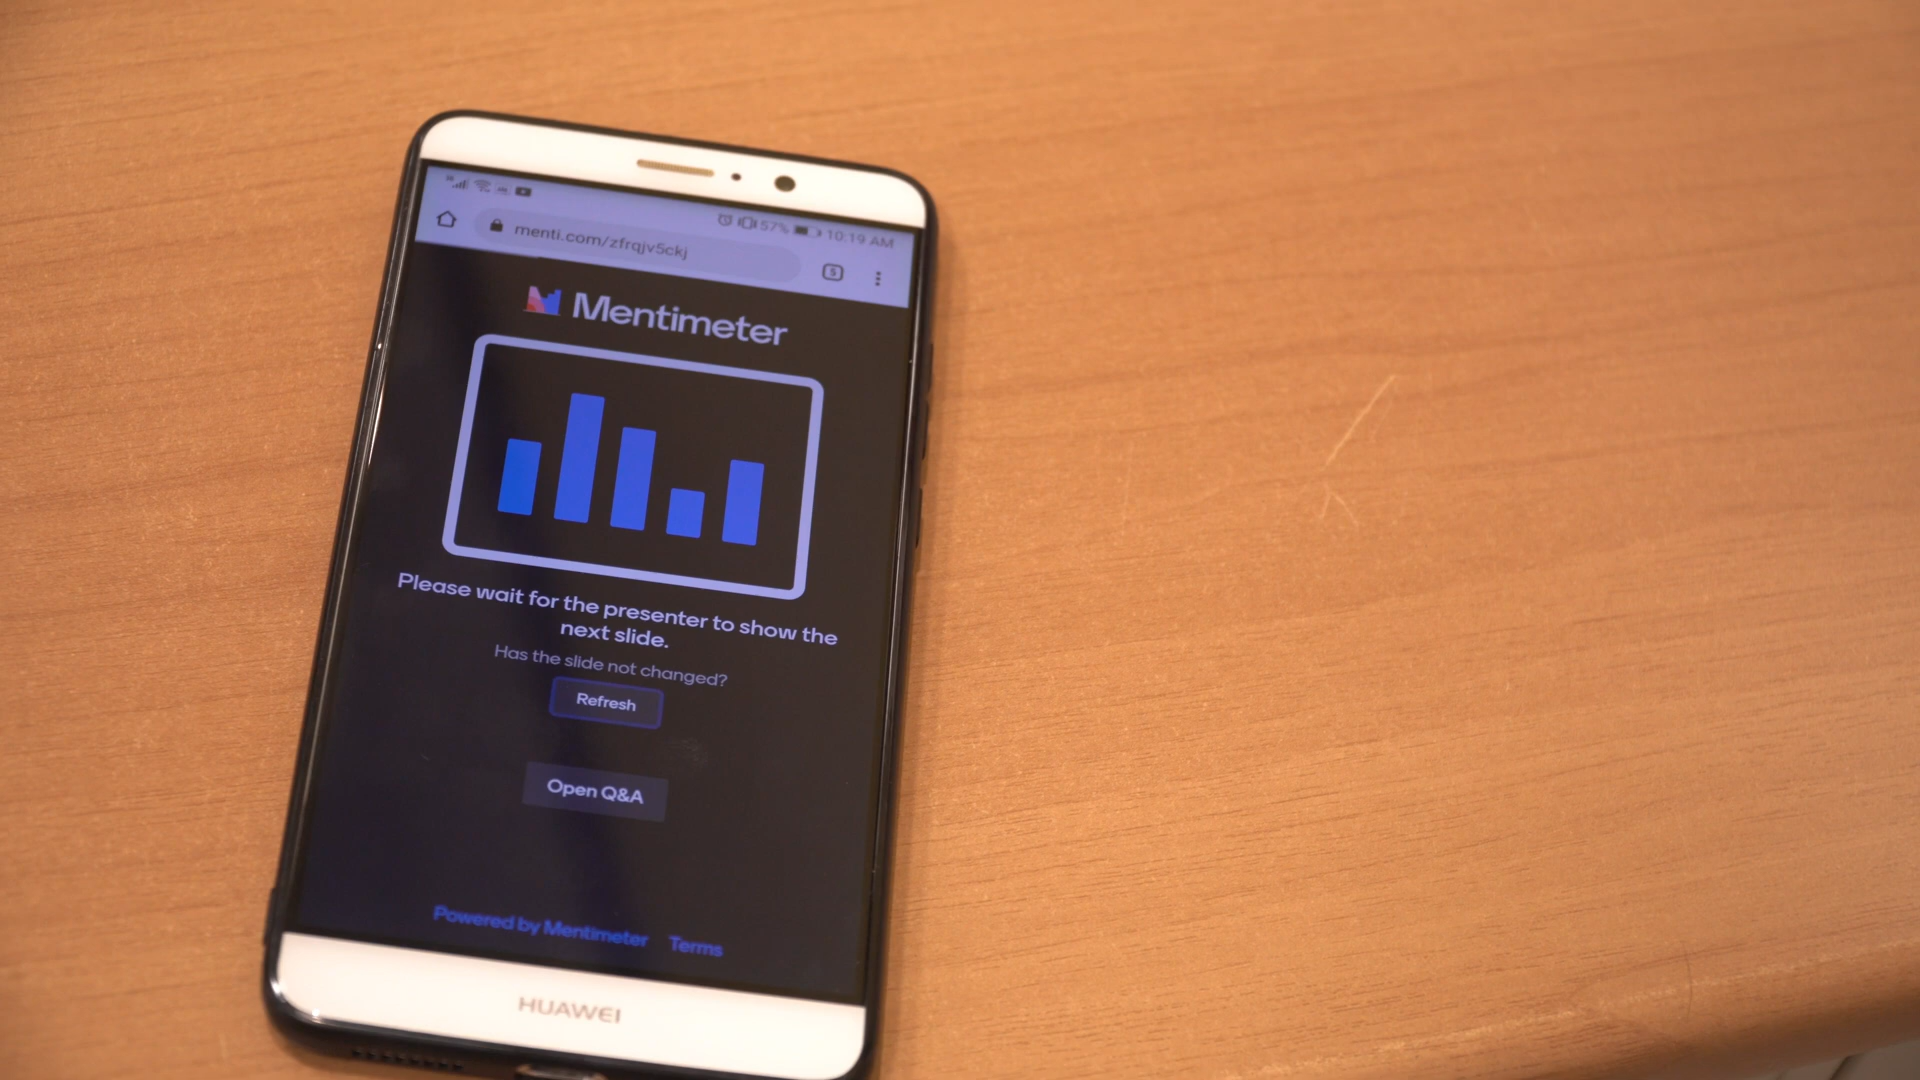 57% 10:19 AM
menti.com/zfrqjv5ckj
5
Mentimeter
Please wait for the presenter to show the
next slide.
Has the slide not changed?
Refresh
Open Q&A
Powered by Mentimeter Terms
HUAWEI